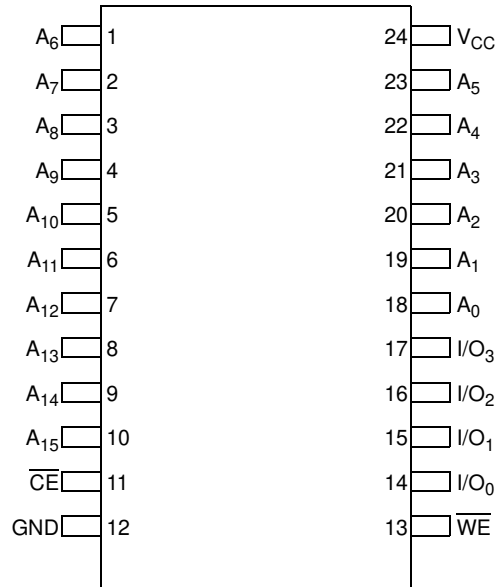 A6 1 24 VCC
A7 2 23 A5
A8 3 22 A4
A9 4 21 A3
A10 5 20 A2
A11 6 19 A1
A12 7 18 A0
A13 8 17 I/O3
A14 9 16 I/O2
A15 10 15 I/O1
C̅E̅ 11 14 I/O0
GND 12 13 W̅E̅